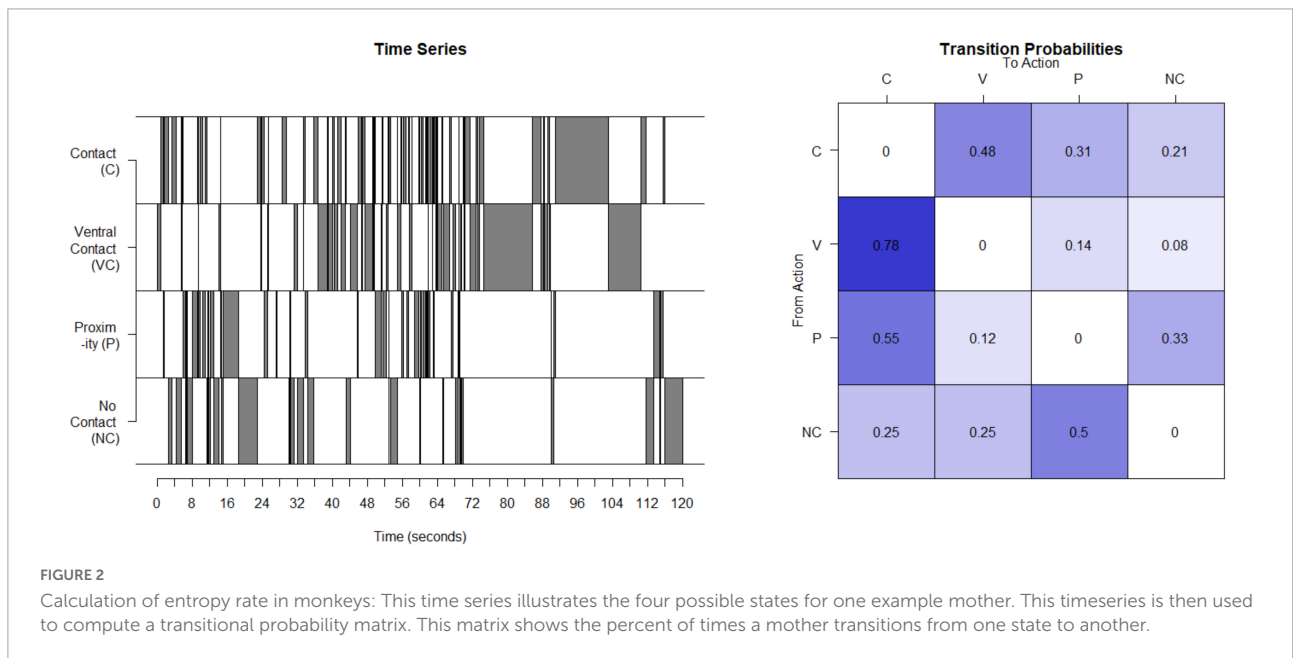 Time Series
Contact
(C)
Ventral
Contact
(VC)
Proxim
-ity (P)
No
Contact
(NC)
0 8 16 24 32 40 48 56 64 72 80 88 96 104 112 120
Time (seconds)
Transition Probabilities
To Action
C V P NC
From Action
C 0 0.48 0.31 0.21
V 0.78 0 0.14 0.08
P 0.55 0.12 0 0.33
NC 0.25 0.25 0.5 0
FIGURE 2
Calculation of entropy rate in monkeys: This time series illustrates the four possible states for one example mother. This timeseries is then used
to compute a transitional probability matrix. This matrix shows the percent of times a mother transitions from one state to another.